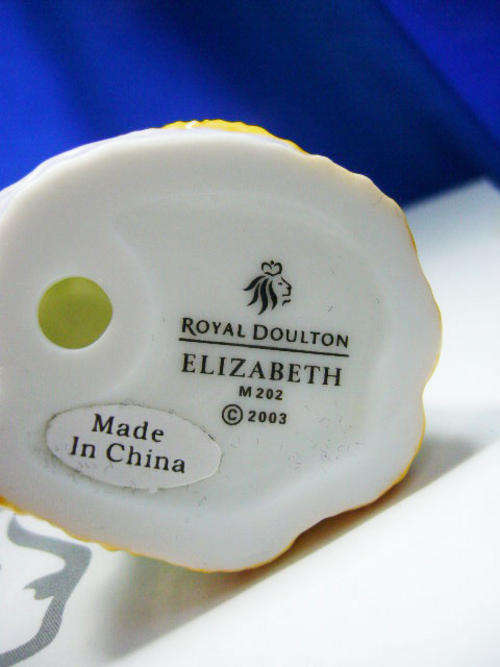 ROYAL DOULTON
ELIZABETH
M 202
© 2003
Made
In China